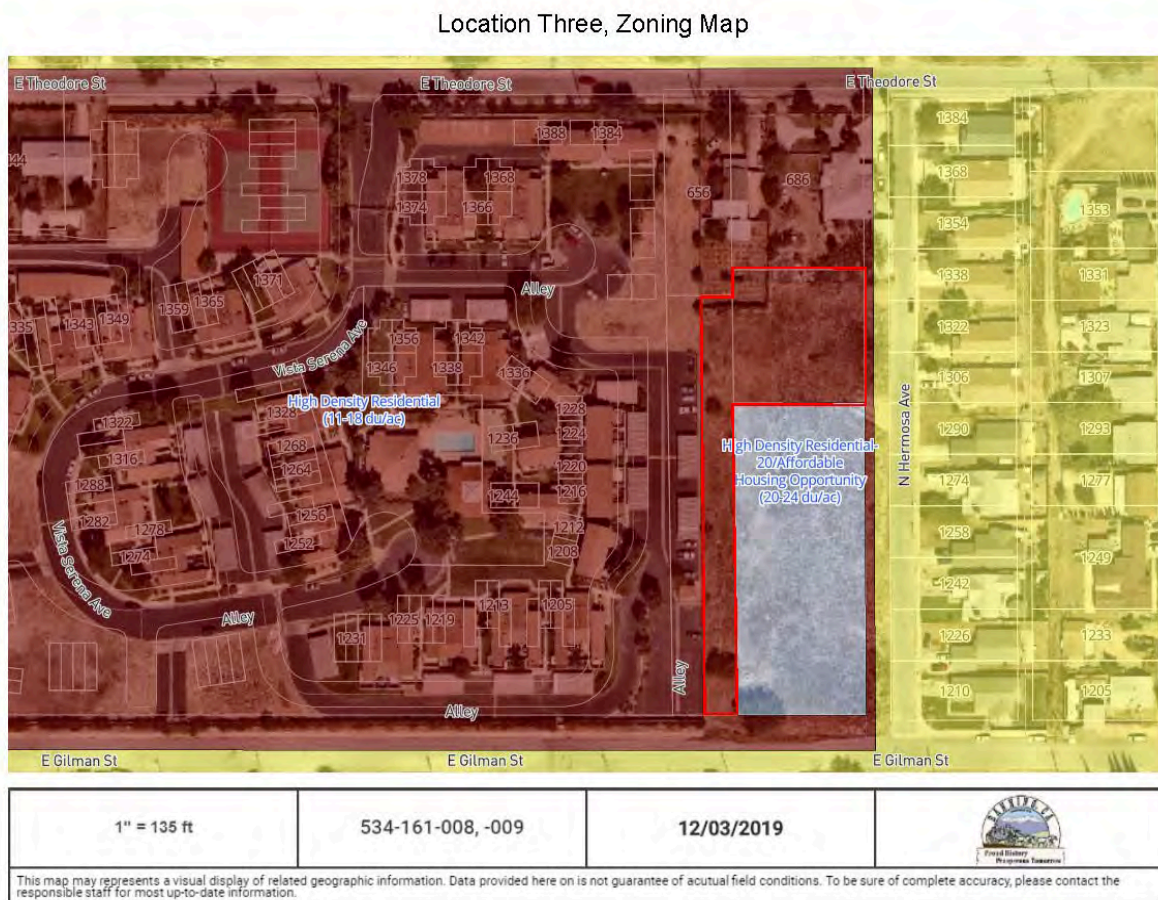 Location Three, Zoning Map
E Theodore St
E Theodore St
E Theodore St
1388
1384
1384
1378
1368
686
1368
656
1374
1366
1353
1354
1371
1338
1331
Alley
1359
1365
1349
1343
1335
1322
1323
Vista Serena Ave
1356
1342
1346
1338
1336
1306
1307
High Density Residential
(11-18 du/ac)
N Hermosa Ave
1328
1228
1322
1224
1236
1290
1293
High Density Residential-
20/Affordable
Housing Opportunity
(20-24 du/ac)
1268
1316
1264
1220
1288
1216
1244
1274
1277
1282
1256
1278
1212
1252
1208
1274
1258
1249
Vista Serena Ave
1242
1213
1205
1225
1219
Alley
1231
1226
1233
Alley
1210
1205
Alley
E Gilman St
E Gilman St
E Gilman St
1" = 135 ft
534-161-008, -009
12/03/2019
BANNING, CA
Proud History
Prosperous Tomorrow
This map may represents a visual display of related geographic information. Data provided here on is not guarantee of acutual field conditions. To be sure of complete accuracy, please contact the
responsible staff for most up-to-date information.